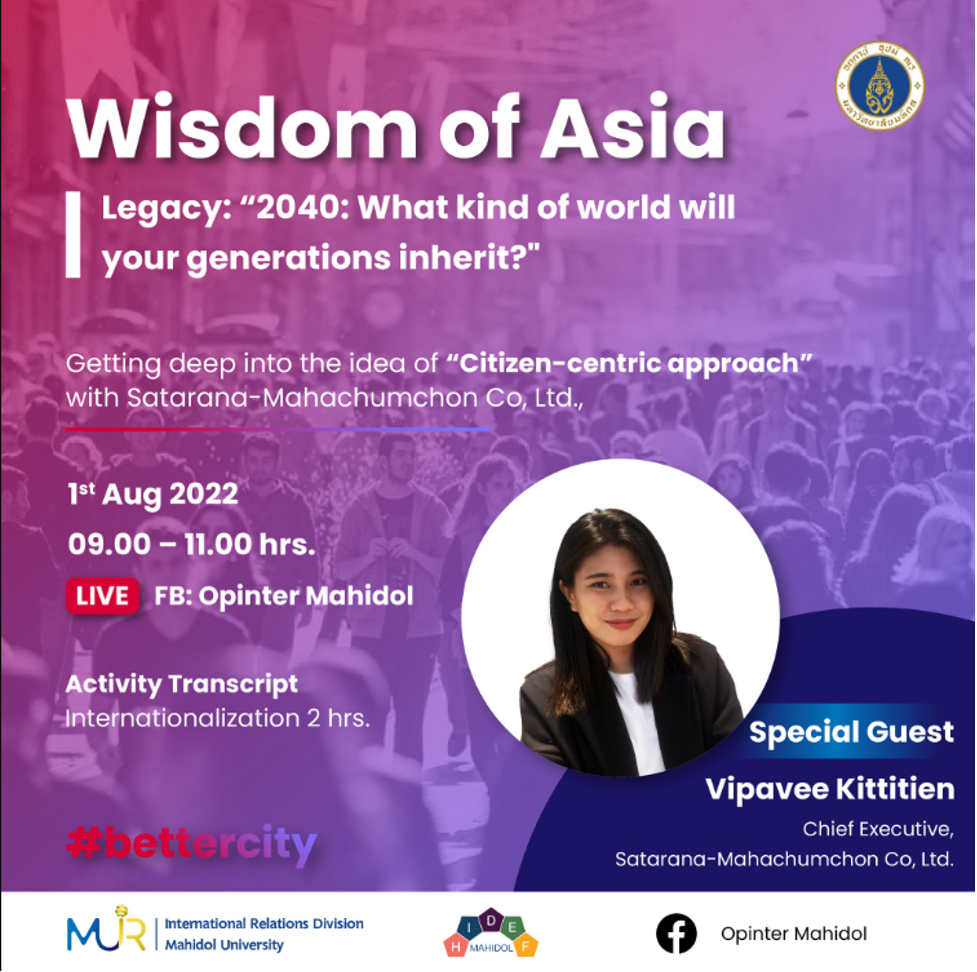 Wisdom of Asia
Legacy: “2040: What kind of world will
your generations inherit?"
Getting deep into the idea of “Citizen-centric approach”
with Satarana-Mahachumchon Co, Ltd.,
1st Aug 2022
09.00 – 11.00 hrs.
LIVE FB: Opinter Mahidol
Activity Transcript
Internationalization 2 hrs.
Special Guest
Vipavee Kittitien
Chief Executive,
Satarana-Mahachumchon Co, Ltd.
#bettercity
MUIR
International Relations Division
Mahidol University
H I D E F
MAHIDOL
Opinter Mahidol